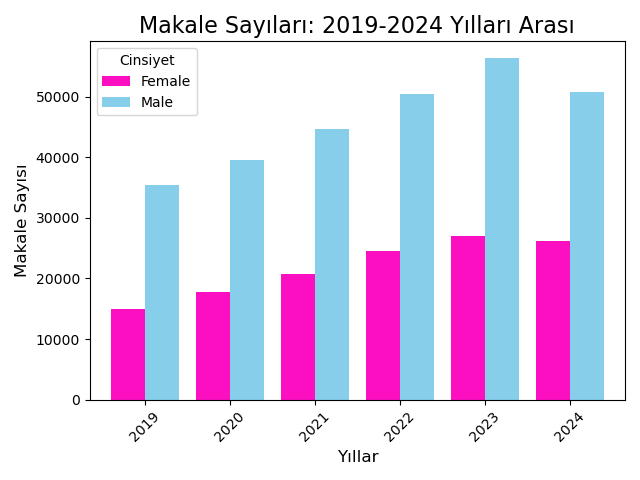 Makale Sayıları: 2019-2024 Yılları Arası
Cinsiyet
Female
Male
Makale Sayısı
50000
40000
30000
20000
10000
0
2019
2020
2021
2022
2023
2024
Yıllar